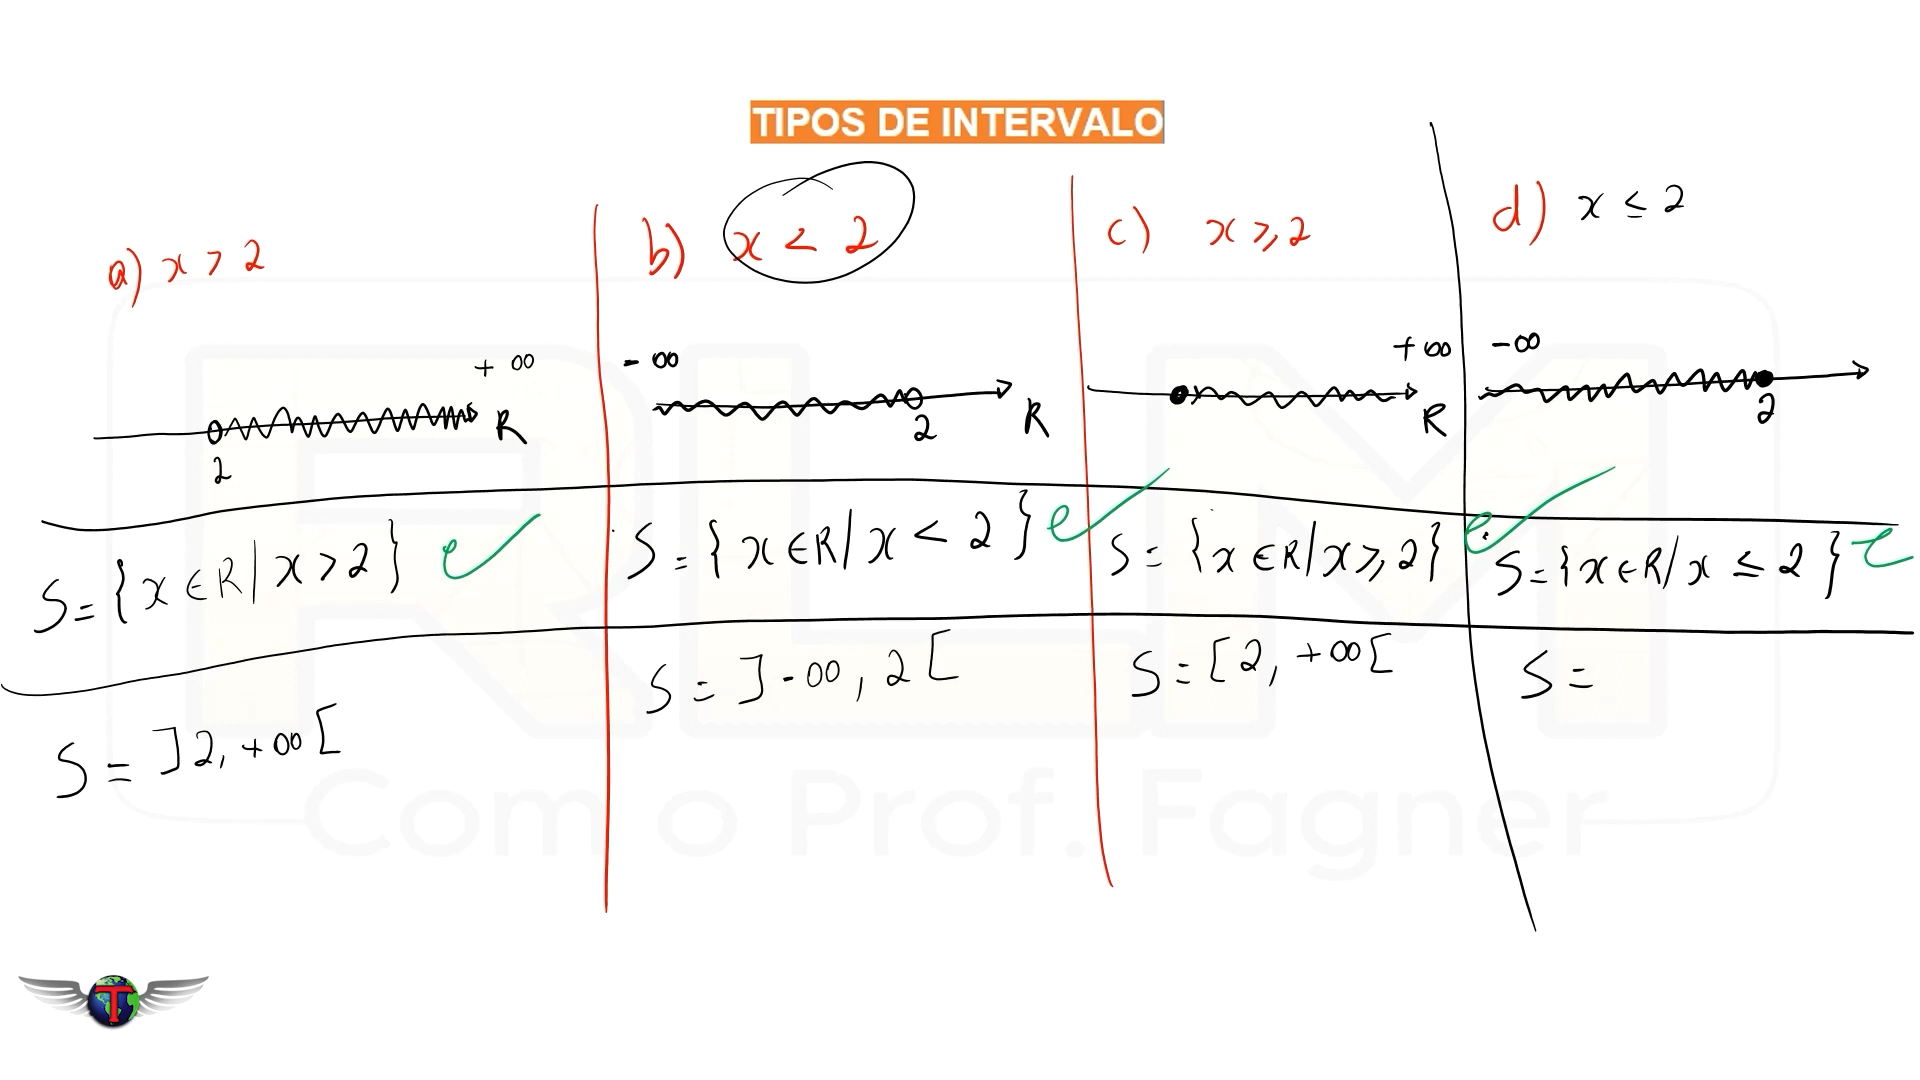 TIPOS DE INTERVALO
a) x > 2
+ ∞
R
2
S = {x ∈ R / x > 2}
S = ]2, +∞[
b) x < 2
- ∞
2
R
S = {x ∈ R / x < 2}
S = ]-∞, 2[
c) x ⩾ 2
+ ∞
R
S = {x ∈ R / x ⩾ 2}
S = [2, +∞[
d) x ≤ 2
-∞
2
S = {x ∈ R / x ≤ 2}
S =
RLM
Com o Prof. Fagner
T